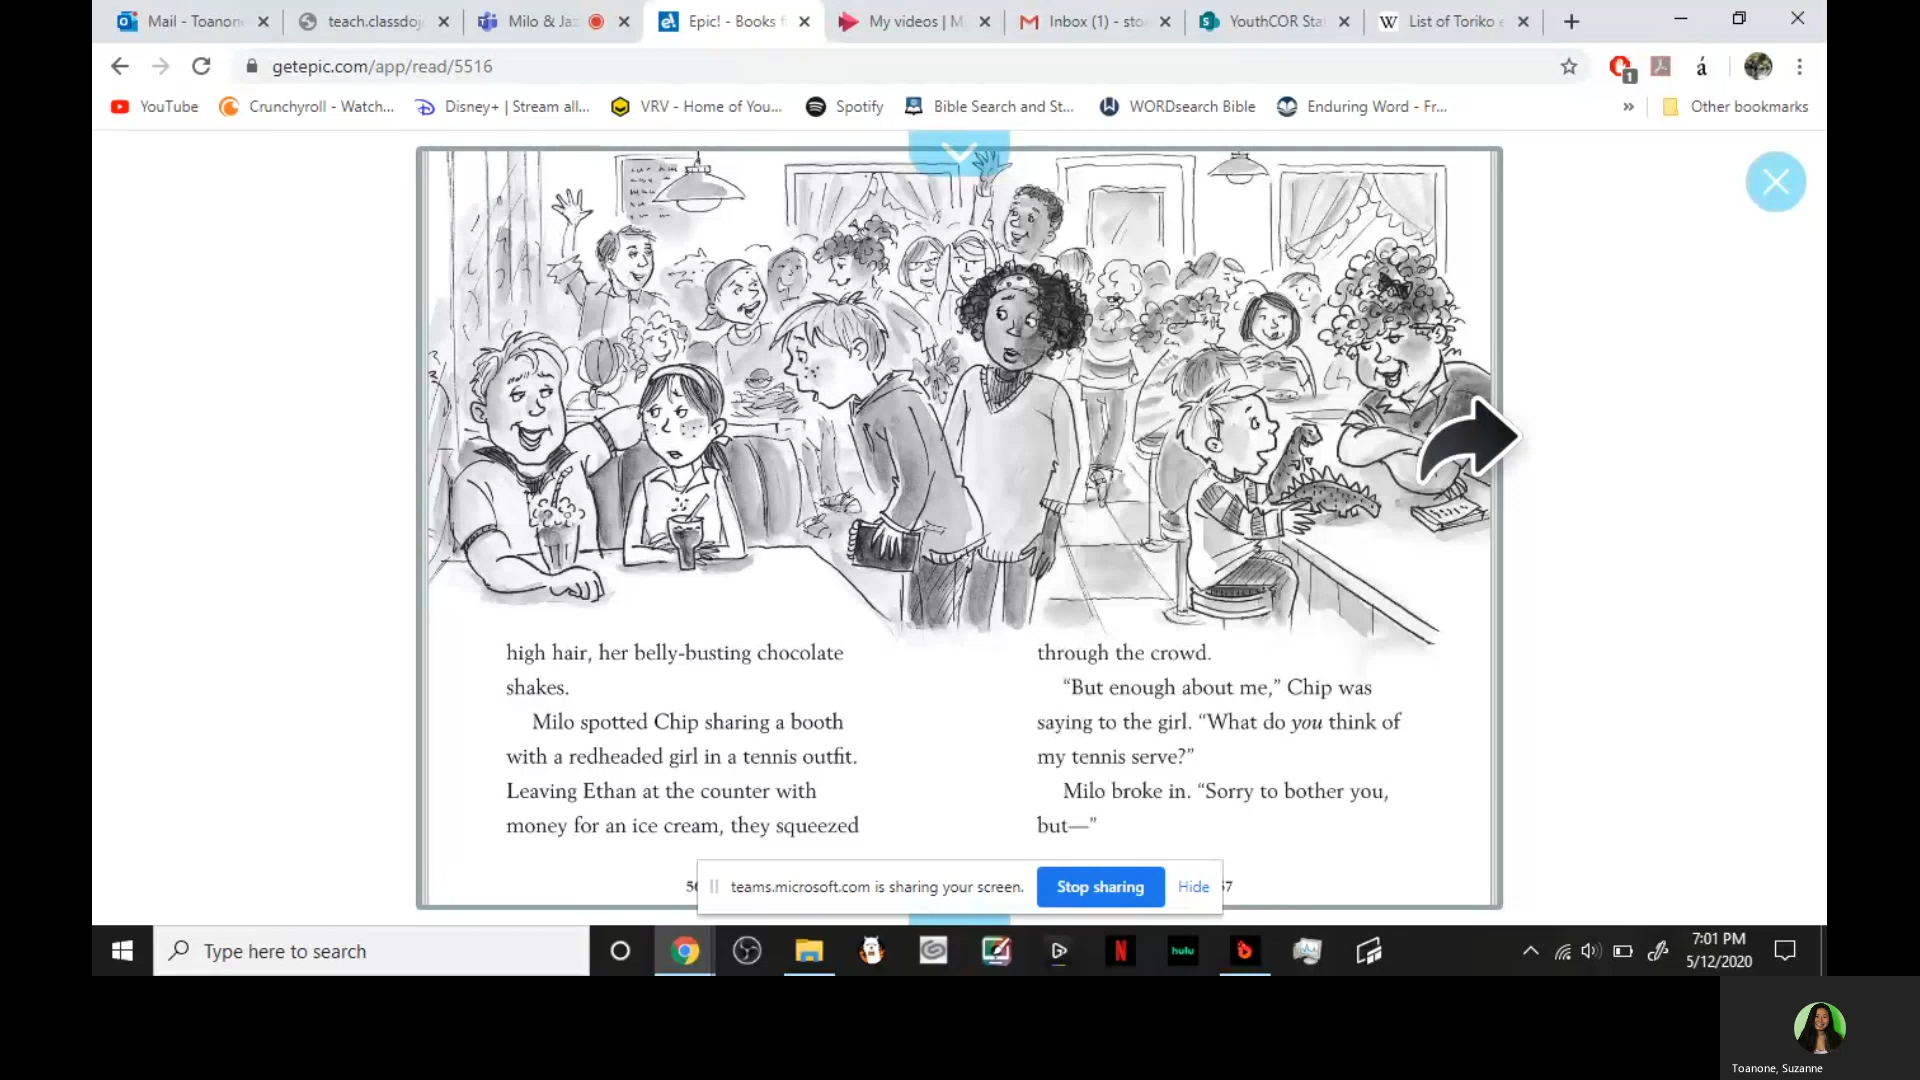 Mail - Toanon
teach.classdoj
Milo & Ja
Epic! - Books f
My videos | M
Inbox (1) - sto
YouthCOR Sta
List of Toriko e
getepic.com/app/read/5516
1
YouTube
Crunchyroll - Watch...
Disney+ | Stream all...
VRV - Home of You...
Spotify
Bible Search and St...
WORDsearch Bible
Enduring Word - Fr...
»
Other bookmarks
high hair, her belly-busting chocolate
shakes.
Milo spotted Chip sharing a booth
with a redheaded girl in a tennis outfit.
Leaving Ethan at the counter with
money for an ice cream, they squeezed
through the crowd.
“But enough about me,” Chip was
saying to the girl. “What do you think of
my tennis serve?”
Milo broke in. “Sorry to bother you,
but—”
teams.microsoft.com is sharing your screen.
Stop sharing
Hide
Type here to search
hulu
7:01 PM
5/12/2020
Toanone, Suzanne